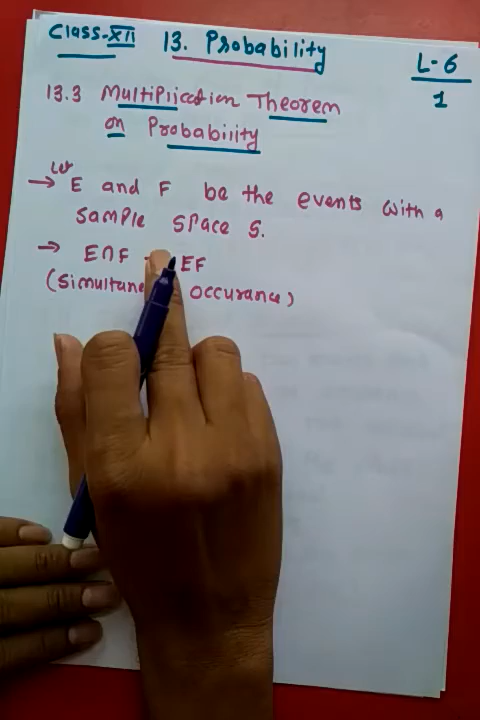 Class-XII 13. Probability L-6
1
13.3 Multiplication Theorem
on Probability
→ Let E and F be the events with a
sample space S.
→ E∩F EF
( occurance)